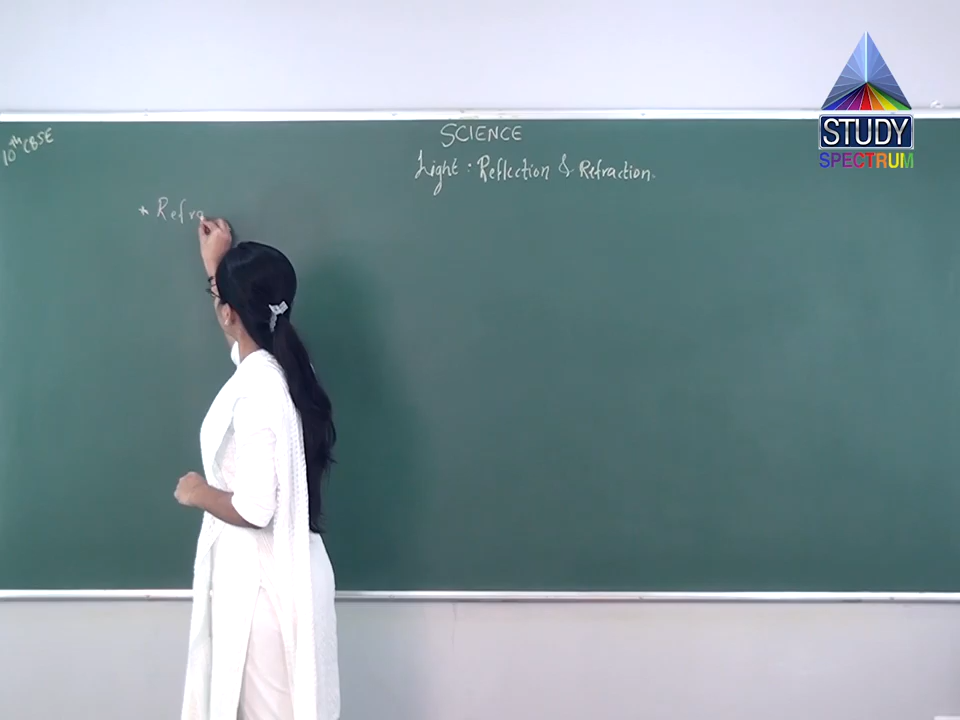 10TH CBSE
SCIENCE
Light : Reflection & Refraction.
* Refra
STUDY
SPECTRUM